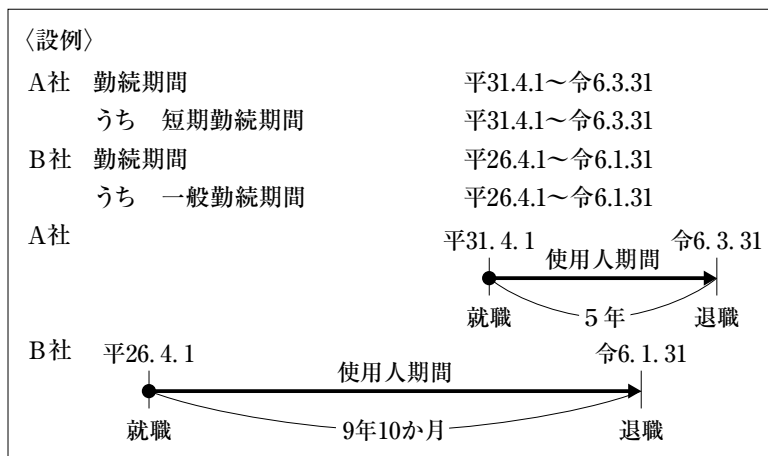 〈設例〉
A社 勤続期間 平31.4.1～令6.3.31
うち 短期勤続期間 平31.4.1～令6.3.31
B社 勤続期間 平26.4.1～令6.1.31
うち 一般勤続期間 平26.4.1～令6.1.31
A社 平31.4.1 令6.3.31
使用人期間
就職 5年 退職
B社 平26.4.1 令6.1.31
使用人期間
就職 9年10か月 退職